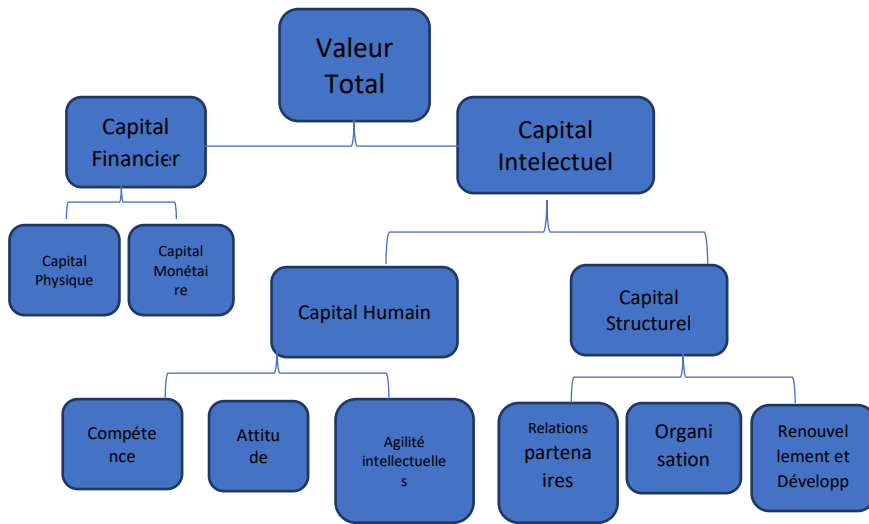 Valeur
Total
Capital
Financier
Capital
Intelectuel
Capital
Physique
Capital
Monétai
re
Capital Humain
Capital
Structurel
Compéte
nce
Attitu
de
Agilité
intellectuelle
s
Relations
partena
ires
Organi
sation
Renouvel
lement et
Développ